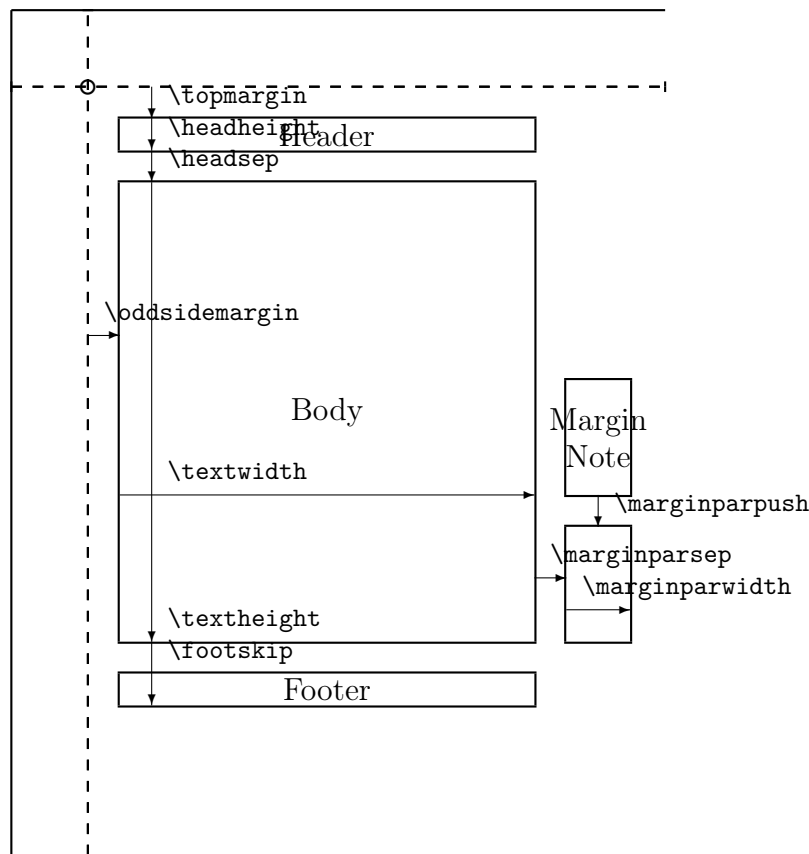 \topmargin
\headheight
Header
\headsep
\oddsidemargin
Body
Margin
Note
\textwidth
\marginparpush
\marginparsep
\marginparwidth
\textheight
\footskip
Footer